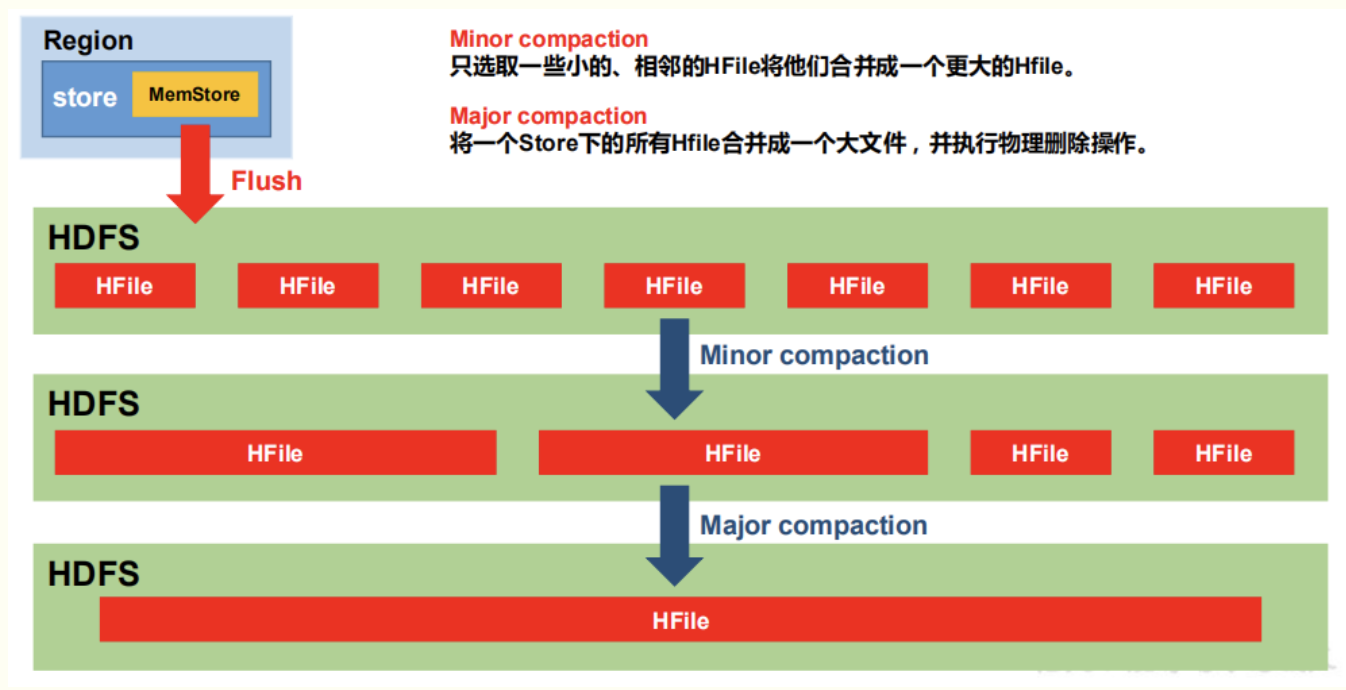 Region
store
MemStore
Flush
Minor compaction
只选取一些小的、相邻的HFile将他们合并成一个更大的Hfile。
Major compaction
将一个Store下的所有Hfile合并成一个大文件，并执行物理删除操作。
HDFS
HFile HFile HFile HFile HFile HFile HFile
Minor compaction
HDFS
HFile HFile HFile HFile
Major compaction
HDFS
HFile